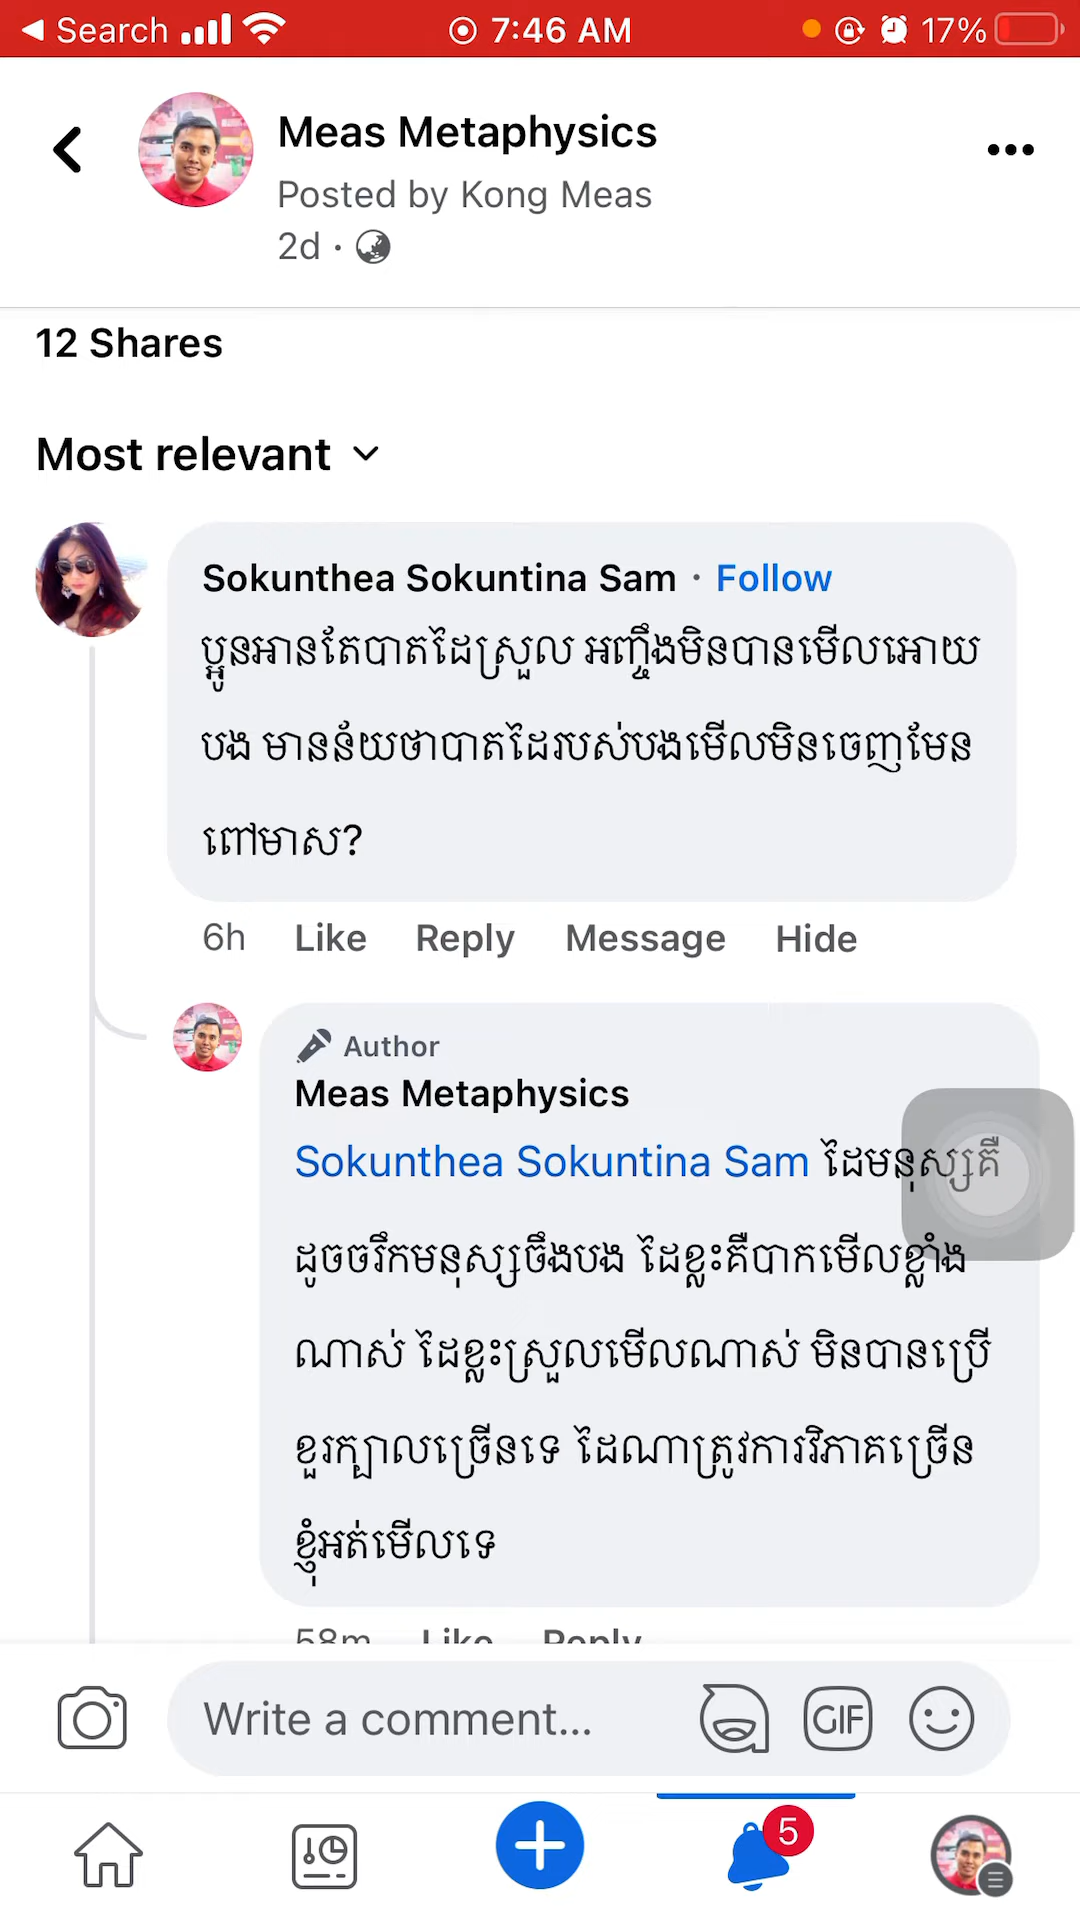 Search
7:46 AM
17%
Meas Metaphysics
Posted by Kong Meas
2d ·
12 Shares
Most relevant
Sokunthea Sokuntina Sam · Follow
ប្អូនអានតែបាតដៃស្រួល អញ្ចឹងមិនបានមើលអោយ
បង មានន័យថាបាតដៃរបស់បងមើលមិនចេញមែន
ពៅមាស?
6h Like Reply Message Hide
Author
Meas Metaphysics
Sokunthea Sokuntina Sam ដៃមនុស្សគឺ
ដូចចរឹកមនុស្សចឹងបង ដៃខ្លះគឺបាកមើលខ្លាំង
ណាស់ ដៃខ្លះស្រួលមើលណាស់ មិនបានប្រើ
ខួរក្បាលច្រើនទេ ដៃណាត្រូវការវិភាគច្រើន
ខ្ញុំអត់មើលទេ
58m Like Reply
Write a comment...
GIF
5